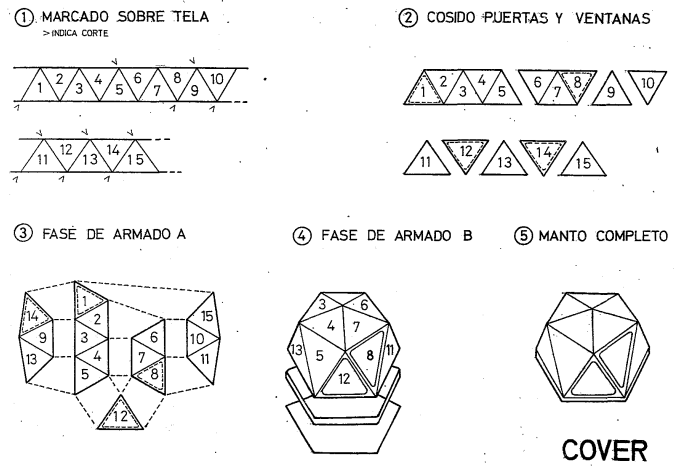 1 MARCADO SOBRE TELA
> INDICA CORTE
1 2 3 4 5 6 7 8 9 10
11 12 13 14 15
2 COSIDO PUERTAS Y VENTANAS
1 2 3 4 5 6 7 8 9 10
11 12 13 14 15
3 FASE DE ARMADO A
14 9 13
1 2 3 4 5
6 7 8
15 10 11
12
4 FASE DE ARMADO B
3 6
4 7
13 5 8 11
12
5 MANTO COMPLETO
COVER